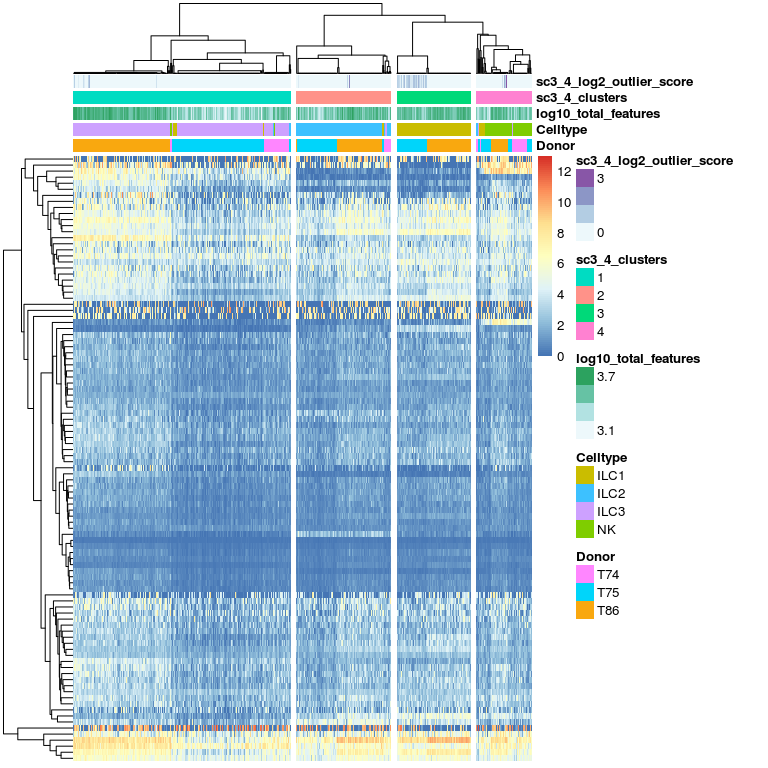 sc3_4_log2_outlier_score
sc3_4_clusters
log10_total_features
Celltype
Donor
12
10
8
6
4
2
0
sc3_4_log2_outlier_score
3
0
sc3_4_clusters
1
2
3
4
log10_total_features
3.7
3.1
Celltype
ILC1
ILC2
ILC3
NK
Donor
T74
T75
T86